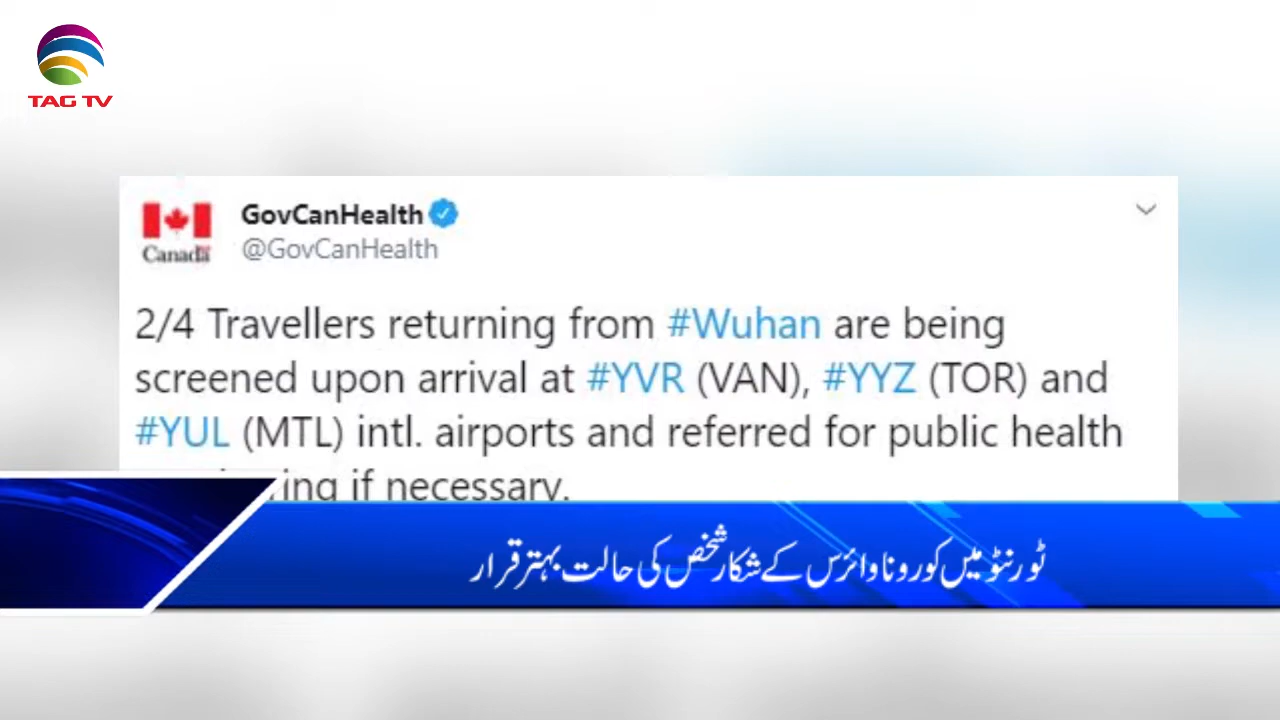 TAG TV
GovCanHealth
Canada
@GovCanHealth
2/4 Travellers returning from #Wuhan are being
screened upon arrival at #YVR (VAN), #YYZ (TOR) and
#YUL (MTL) intl. airports and referred for public health
if necessary.
ٹورنٹو میں کورونا وائرس کے شکار شخص کی حالت بہتر قرار